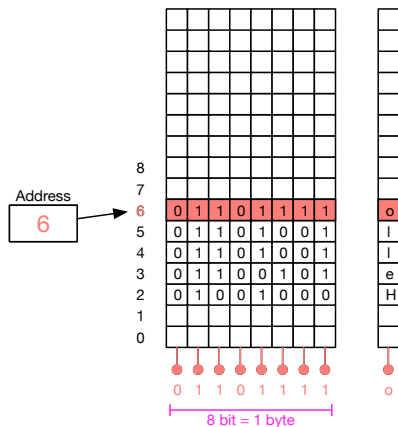 8
7
Address
6
6 0 1 1 0 1 1 1 1 o
5 0 1 1 0 1 0 0 1 l
4 0 1 1 0 1 0 0 1 l
3 0 1 1 0 0 1 0 1 e
2 0 1 0 0 1 0 0 0 H
1
0
0 1 1 0 1 1 1 1 o
8 bit = 1 byte